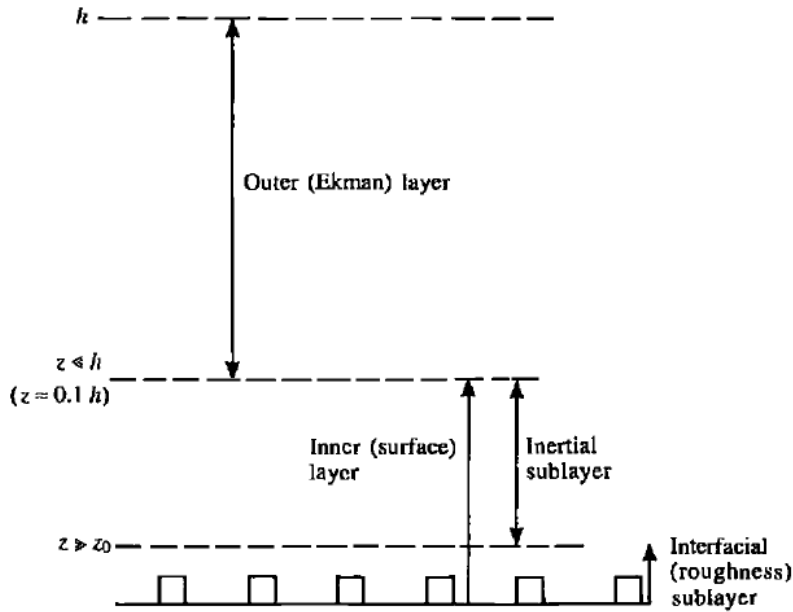 h
Outer (Ekman) layer
z ≪ h
(z = 0.1 h)
Inner (surface)
layer
Inertial
sublayer
z ≫ z₀
Interfacial
(roughness)
sublayer